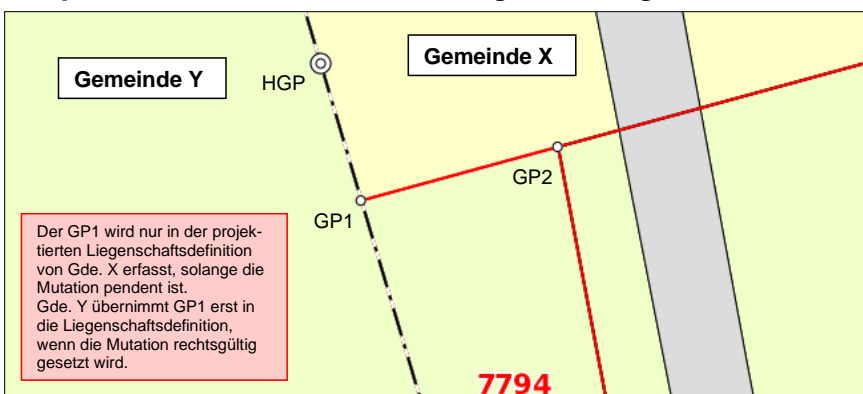 Gemeinde Y
HGP
Gemeinde X
GP2
GP1
Der GP1 wird nur in der projek-
tierten Liegenschaftsdefinition
von Gde. X erfasst, solange die
Mutation pendent ist.
Gde. Y übernimmt GP1 erst in
die Liegenschaftsdefinition,
wenn die Mutation rechtsgültig
gesetzt wird.
7794